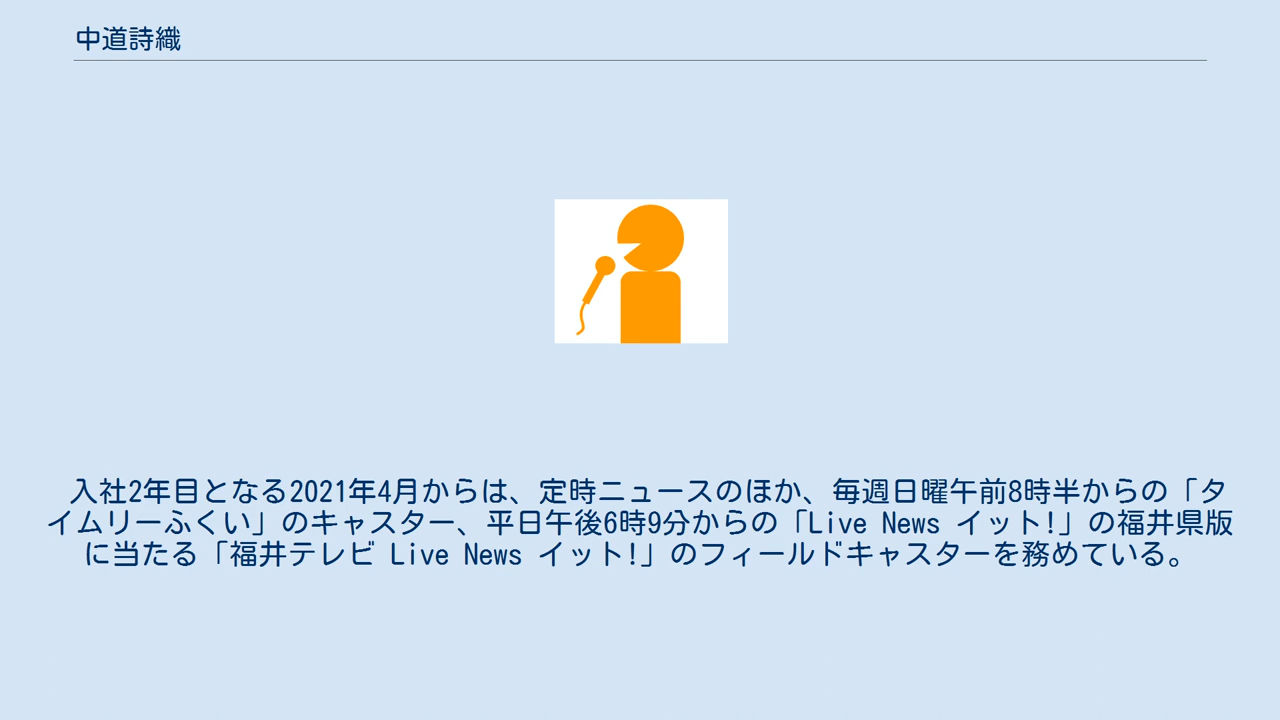 中道詩織
入社2年目となる2021年4月からは、定時ニュースのほか、毎週日曜午前8時半からの「タ
イムリーふくい」のキャスター、平日午後6時9分からの「Live News イット!」の福井県版
に当たる「福井テレビ Live News イット!」のフィールドキャスターを務めている。